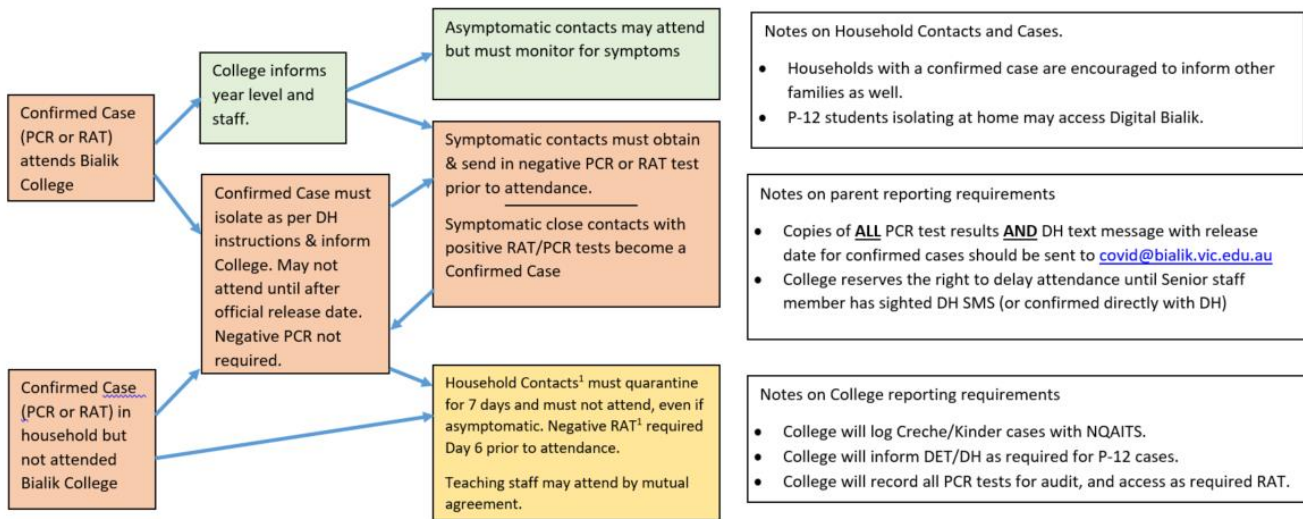 Confirmed Case
(PCR or RAT)
attends Bialik
College
College informs
year level and
staff.
Asymptomatic contacts may attend
but must monitor for symptoms
Confirmed Case must
isolate as per DH
instructions & inform
College. May not
attend until after
official release date.
Negative PCR not
required.
Symptomatic contacts must obtain
& send in negative PCR or RAT test
prior to attendance.
Symptomatic close contacts with
positive RAT/PCR tests become a
Confirmed Case
Confirmed Case
(PCR or RAT) in
household but
not attended
Bialik College
Household Contacts¹ must quarantine
for 7 days and must not attend, even if
asymptomatic. Negative RAT¹ required
Day 6 prior to attendance.
Teaching staff may attend by mutual
agreement.
Notes on Household Contacts and Cases.
• Households with a confirmed case are encouraged to inform other
families as well.
• P-12 students isolating at home may access Digital Bialik.
Notes on parent reporting requirements
• Copies of ALL PCR test results AND DH text message with release
date for confirmed cases should be sent to covid@bialik.vic.edu.au
• College reserves the right to delay attendance until Senior staff
member has sighted DH SMS (or confirmed directly with DH)
Notes on College reporting requirements
• College will log Creche/Kinder cases with NQAITS.
• College will inform DET/DH as required for P-12 cases.
• College will record all PCR tests for audit, and access as required RAT.